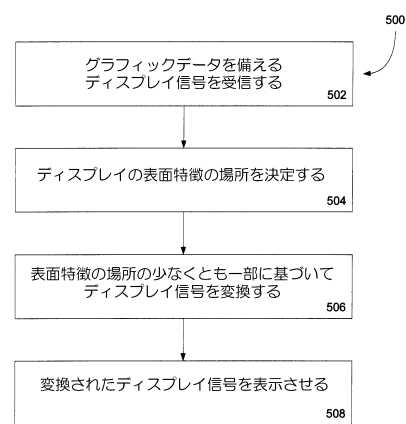 500
グラフィックデータを備える
ディスプレイ信号を受信する
502
ディスプレイの表面特徴の場所を決定する
504
表面特徴の場所の少なくとも一部に基づいて
ディスプレイ信号を変換する
506
変換されたディスプレイ信号を表示させる
508